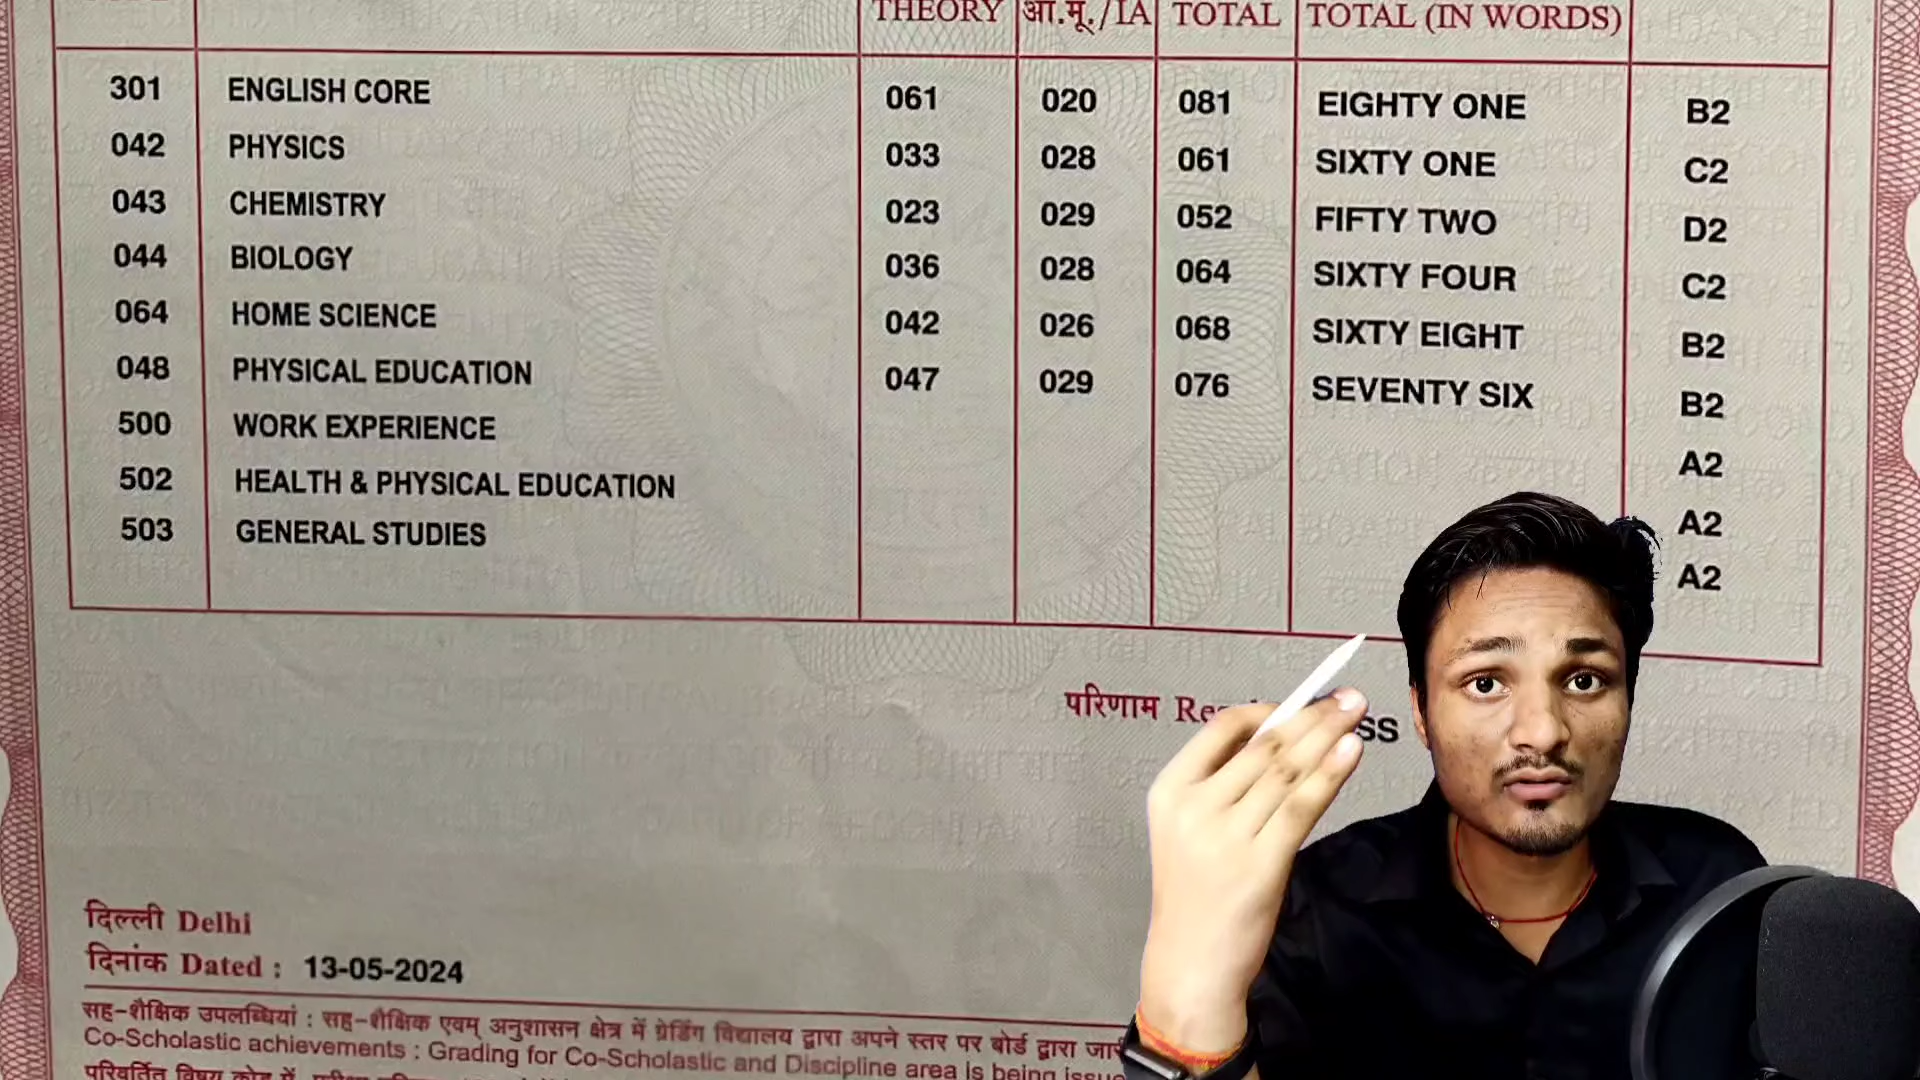 THEORY आ.मू./IA TOTAL TOTAL (IN WORDS)
301 ENGLISH CORE 061 020 081 EIGHTY ONE B2
042 PHYSICS 033 028 061 SIXTY ONE C2
043 CHEMISTRY 023 029 052 FIFTY TWO D2
044 BIOLOGY 036 028 064 SIXTY FOUR C2
064 HOME SCIENCE 042 026 068 SIXTY EIGHT B2
048 PHYSICAL EDUCATION 047 029 076 SEVENTY SIX B2
500 WORK EXPERIENCE A2
502 HEALTH & PHYSICAL EDUCATION A2
503 GENERAL STUDIES A2
परिणाम
दिल्ली Delhi
दिनांक Dated : 13-05-2024
सह-शैक्षिक उपलब्धियां : सह-शैक्षिक एवम् अनुशासन क्षेत्र में ग्रेडिंग विद्यालय द्वारा अपने स्तर पर बोर्ड द्वारा
Co-Scholastic achievements : Grading for Co-Scholastic and Discipline area is being